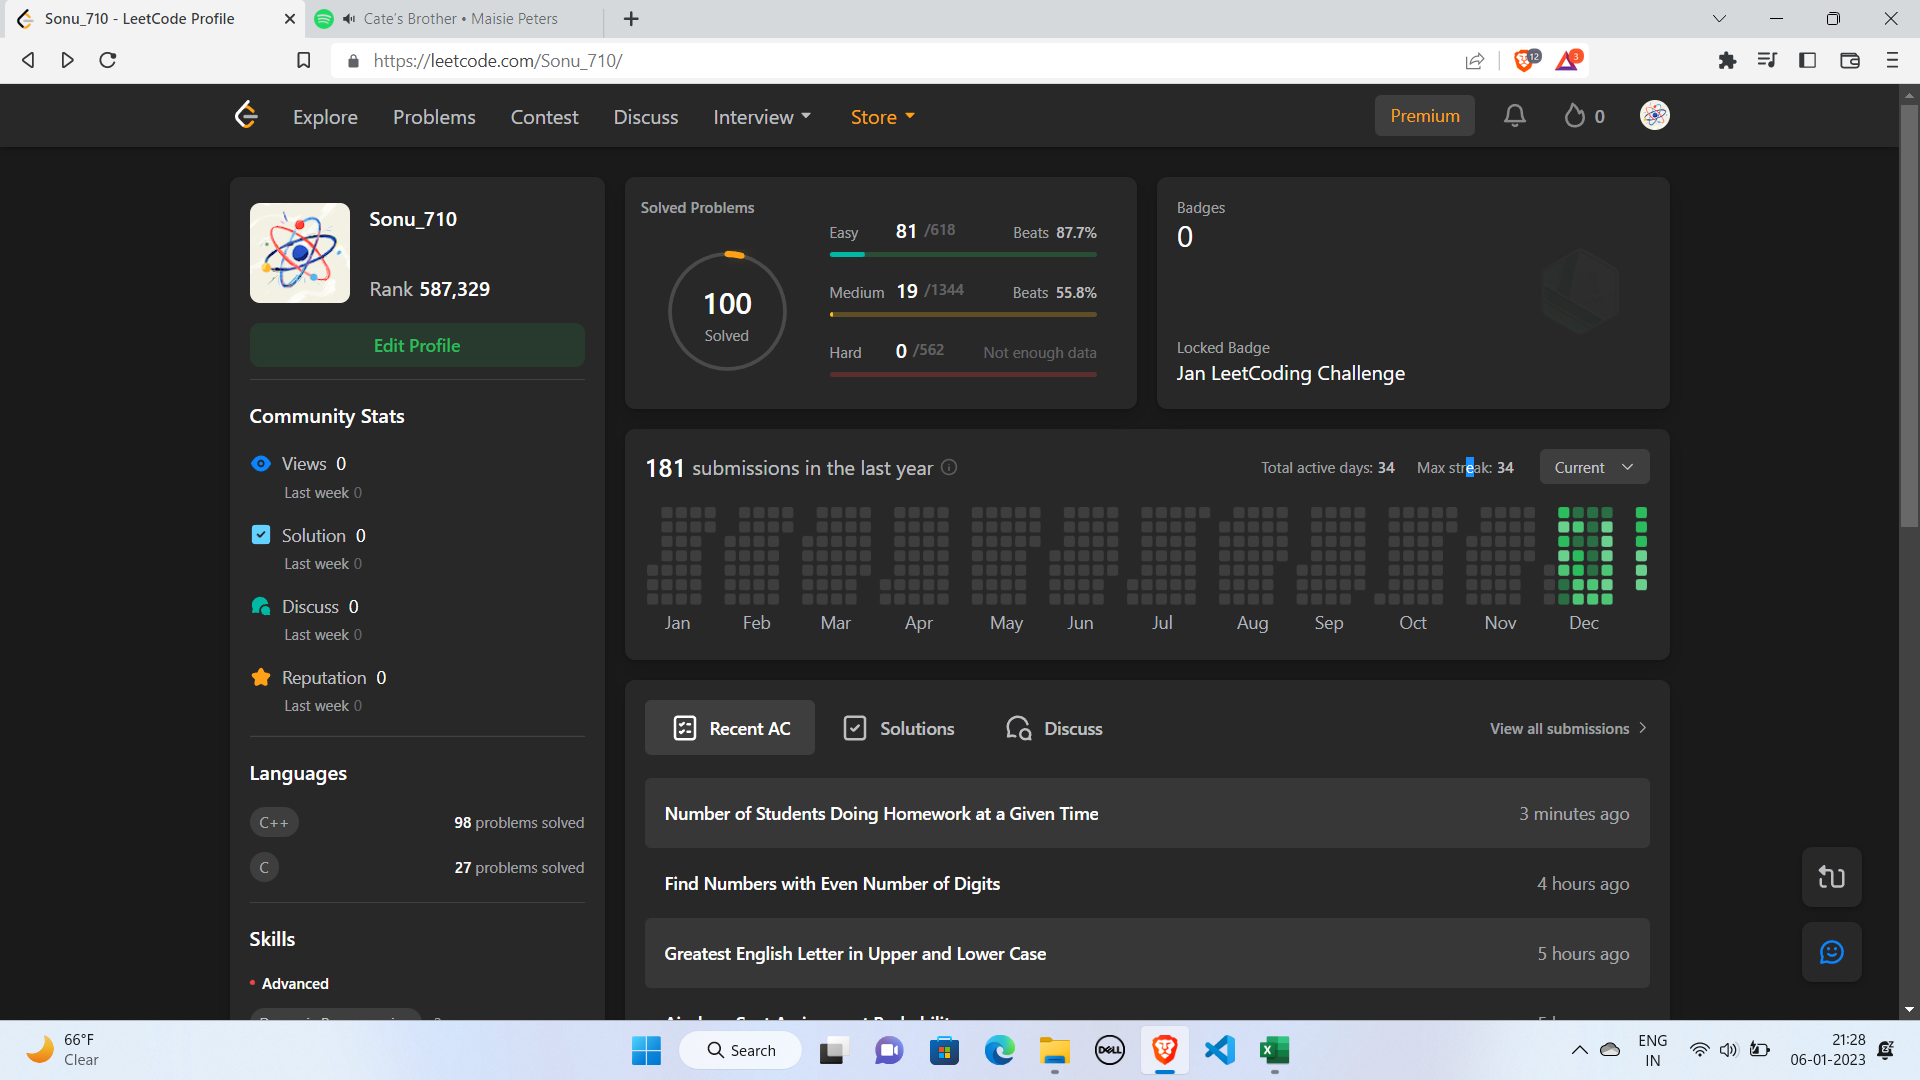 Sonu_710 - LeetCode Profile
Cate's Brother • Maisie Peters
https://leetcode.com/Sonu_710/
12
3
Explore
Problems
Contest
Discuss
Interview
Store
Premium
0
Sonu_710
Rank 587,329
Edit Profile
Community Stats
Views 0
Last week 0
Solution 0
Last week 0
Discuss 0
Last week 0
Reputation 0
Last week 0
Languages
C++
98 problems solved
C
27 problems solved
Skills
Advanced
Solved Problems
100
Solved
Easy 81 /618 Beats 87.7%
Medium 19 /1344 Beats 55.8%
Hard 0 /562 Not enough data
Badges
0
Locked Badge
Jan LeetCoding Challenge
181 submissions in the last year
Total active days: 34
Max streak: 34
Current
Jan Feb Mar Apr May Jun Jul Aug Sep Oct Nov Dec
Recent AC
Solutions
Discuss
View all submissions
Number of Students Doing Homework at a Given Time
3 minutes ago
Find Numbers with Even Number of Digits
4 hours ago
Greatest English Letter in Upper and Lower Case
5 hours ago
66°F
Clear
Search
DELL
ENG
IN
21:28
06-01-2023